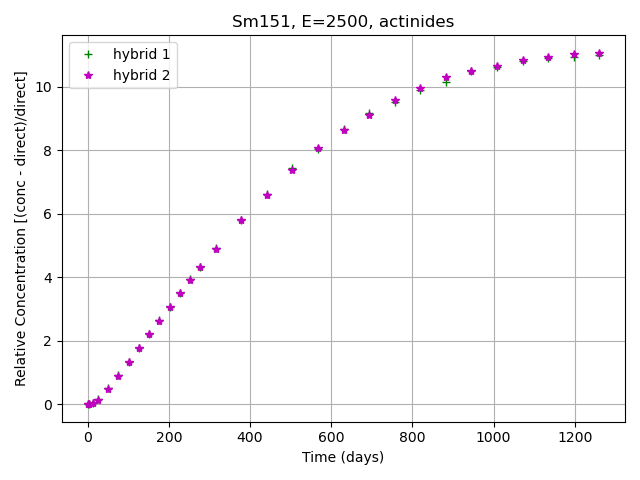 Sm151, E=2500, actinides
hybrid 1
hybrid 2
Relative Concentration [(conc - direct)/direct]
10
8
6
4
2
0
0 200 400 600 800 1000 1200
Time (days)